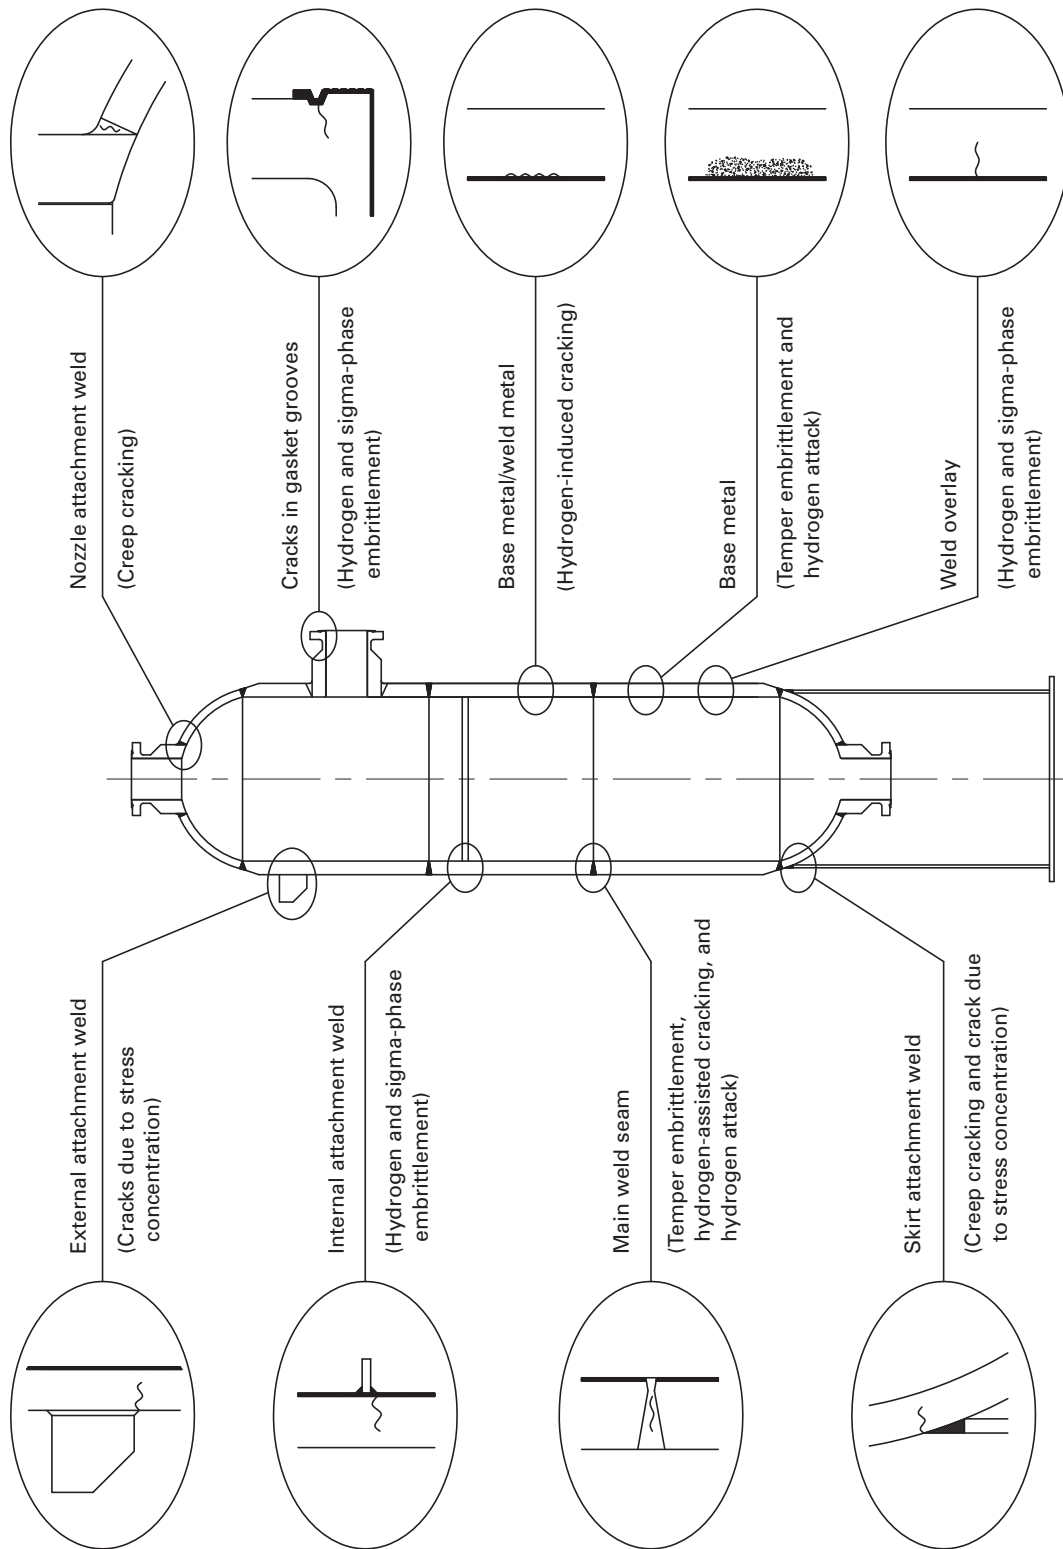 Nozzle attachment weld
(Creep cracking)
Cracks in gasket grooves
(Hydrogen and sigma-phase
embrittlement)
Base metal/weld metal
(Hydrogen-induced cracking)
Base metal
(Temper embrittlement and
hydrogen attack)
Weld overlay
(Hydrogen and sigma-phase
embrittlement)
External attachment weld
(Cracks due to stress
concentration)
Internal attachment weld
(Hydrogen and sigma-phase
embrittlement)
Main weld seam
(Temper embrittlement,
hydrogen-assisted cracking, and
hydrogen attack)
Skirt attachment weld
(Creep cracking and crack due
to stress concentration)